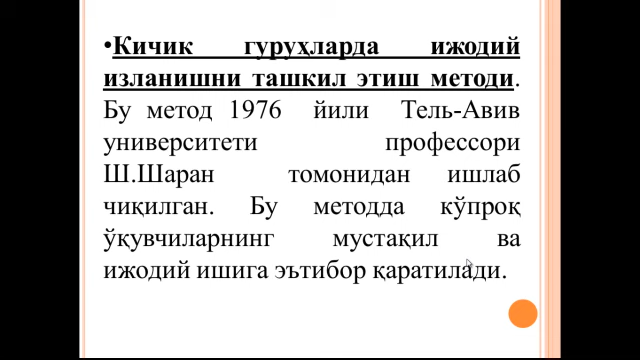 •Кичик гуруҳларда ижодий
изланишни ташкил этиш методи.
Бу метод 1976 йили Тель-Авив
университети профессори
Ш.Шаран томонидан ишлаб
чиқилган. Бу методда кўпроқ
ўқувчиларнинг мустақил ва
ижодий ишига эътибор қаратилади.